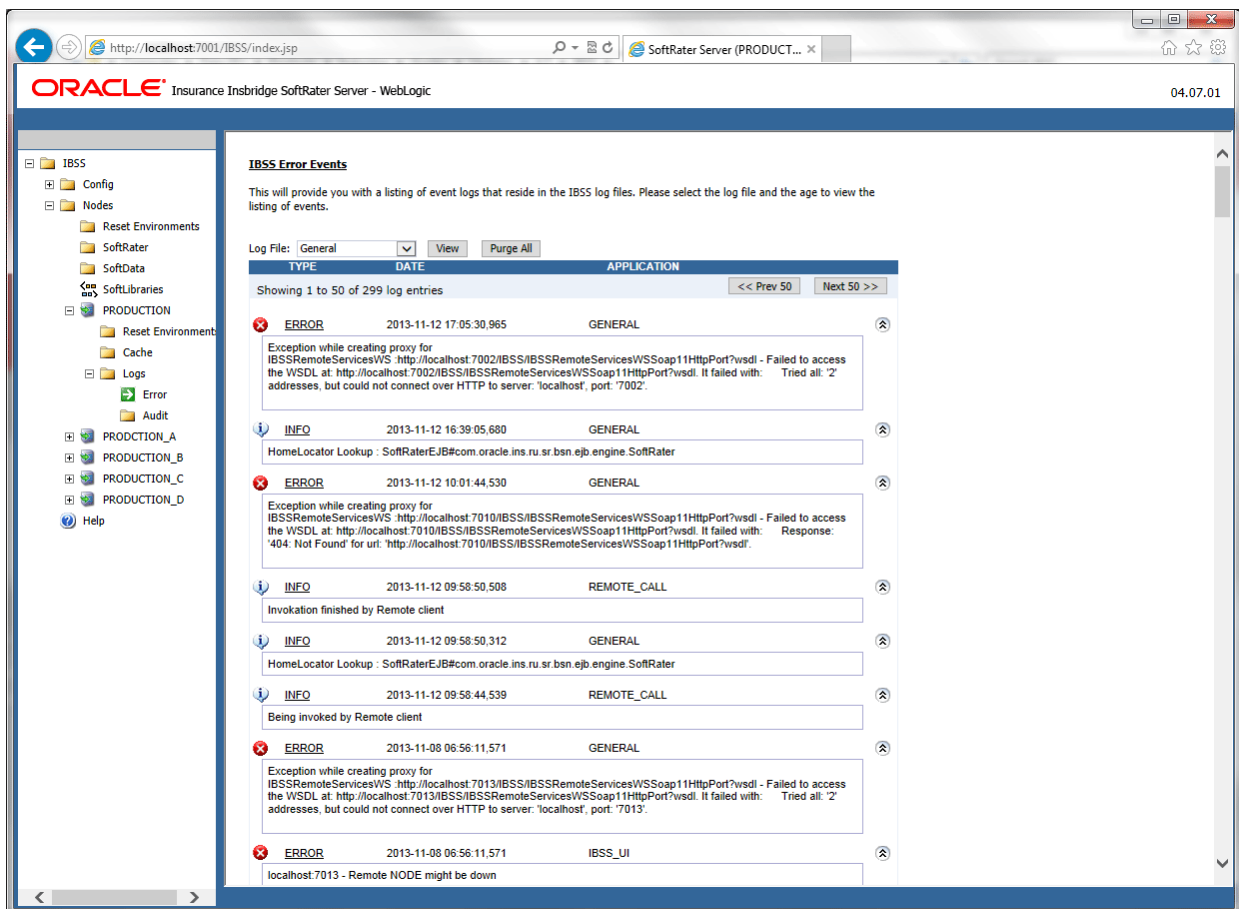 http://localhost:7001/IBSS/index.jsp
SoftRater Server (PRODUCT...
ORACLE Insurance Insbridge SoftRater Server - WebLogic
04.07.01
IBSS
Config
Nodes
Reset Environments
SoftRater
SoftData
SoftLibraries
PRODUCTION
Reset Environment
Cache
Logs
Error
Audit
PRODCTION_A
PRODUCTION_B
PRODUCTION_C
PRODUCTION_D
Help
IBSS Error Events
This will provide you with a listing of event logs that reside in the IBSS log files. Please select the log file and the age to view the
listing of events.
Log File: General View Purge All
TYPE DATE APPLICATION
Showing 1 to 50 of 299 log entries << Prev 50 Next 50 >>
ERROR 2013-11-12 17:05:30,965 GENERAL
Exception while creating proxy for
IBSSRemoteServicesWS :http://localhost:7002/IBSS/IBSSRemoteServicesWSSoap11HttpPort?wsdl - Failed to access
the WSDL at: http://localhost:7002/IBSS/IBSSRemoteServicesWSSoap11HttpPort?wsdl. It failed with: Tried all: '2'
addresses, but could not connect over HTTP to server: 'localhost', port: '7002'.
INFO 2013-11-12 16:39:05,680 GENERAL
HomeLocator Lookup : SoftRaterEJB#com.oracle.ins.ru.sr.bsn.ejb.engine.SoftRater
ERROR 2013-11-12 10:01:44,530 GENERAL
Exception while creating proxy for
IBSSRemoteServicesWS :http://localhost:7010/IBSS/IBSSRemoteServicesWSSoap11HttpPort?wsdl - Failed to access
the WSDL at: http://localhost:7010/IBSS/IBSSRemoteServicesWSSoap11HttpPort?wsdl. It failed with: Response:
'404: Not Found' for url: 'http://localhost:7010/IBSS/IBSSRemoteServicesWSSoap11HttpPort?wsdl'.
INFO 2013-11-12 09:58:50,508 REMOTE_CALL
Invokation finished by Remote client
INFO 2013-11-12 09:58:50,312 GENERAL
HomeLocator Lookup : SoftRaterEJB#com.oracle.ins.ru.sr.bsn.ejb.engine.SoftRater
INFO 2013-11-12 09:58:44,539 REMOTE_CALL
Being invoked by Remote client
ERROR 2013-11-08 06:56:11,571 GENERAL
Exception while creating proxy for
IBSSRemoteServicesWS :http://localhost:7013/IBSS/IBSSRemoteServicesWSSoap11HttpPort?wsdl - Failed to access
the WSDL at: http://localhost:7013/IBSS/IBSSRemoteServicesWSSoap11HttpPort?wsdl. It failed with: Tried all: '2'
addresses, but could not connect over HTTP to server: 'localhost', port: '7013'.
ERROR 2013-11-08 06:56:11,571 IBSS_UI
localhost:7013 - Remote NODE might be down